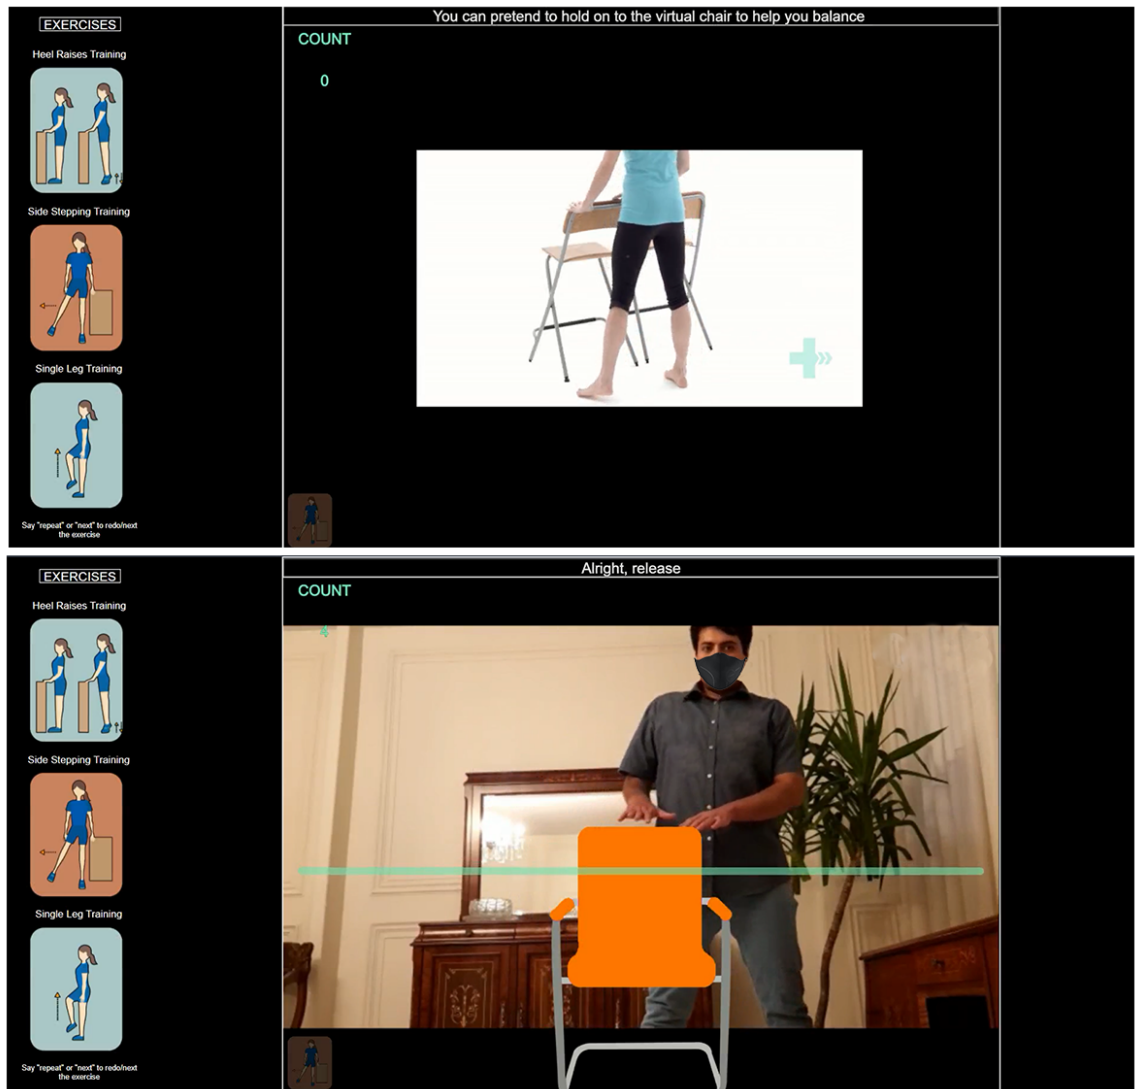 EXERCISES
Heel Raises Training
Side Stepping Training
Single Leg Training
Say "repeat" or "next" to redo/next
the exercise
You can pretend to hold on to the virtual chair to help you balance
COUNT
0
EXERCISES
Heel Raises Training
Side Stepping Training
Single Leg Training
Say "repeat" or "next" to redo/next
the exercise
Alright, release
COUNT